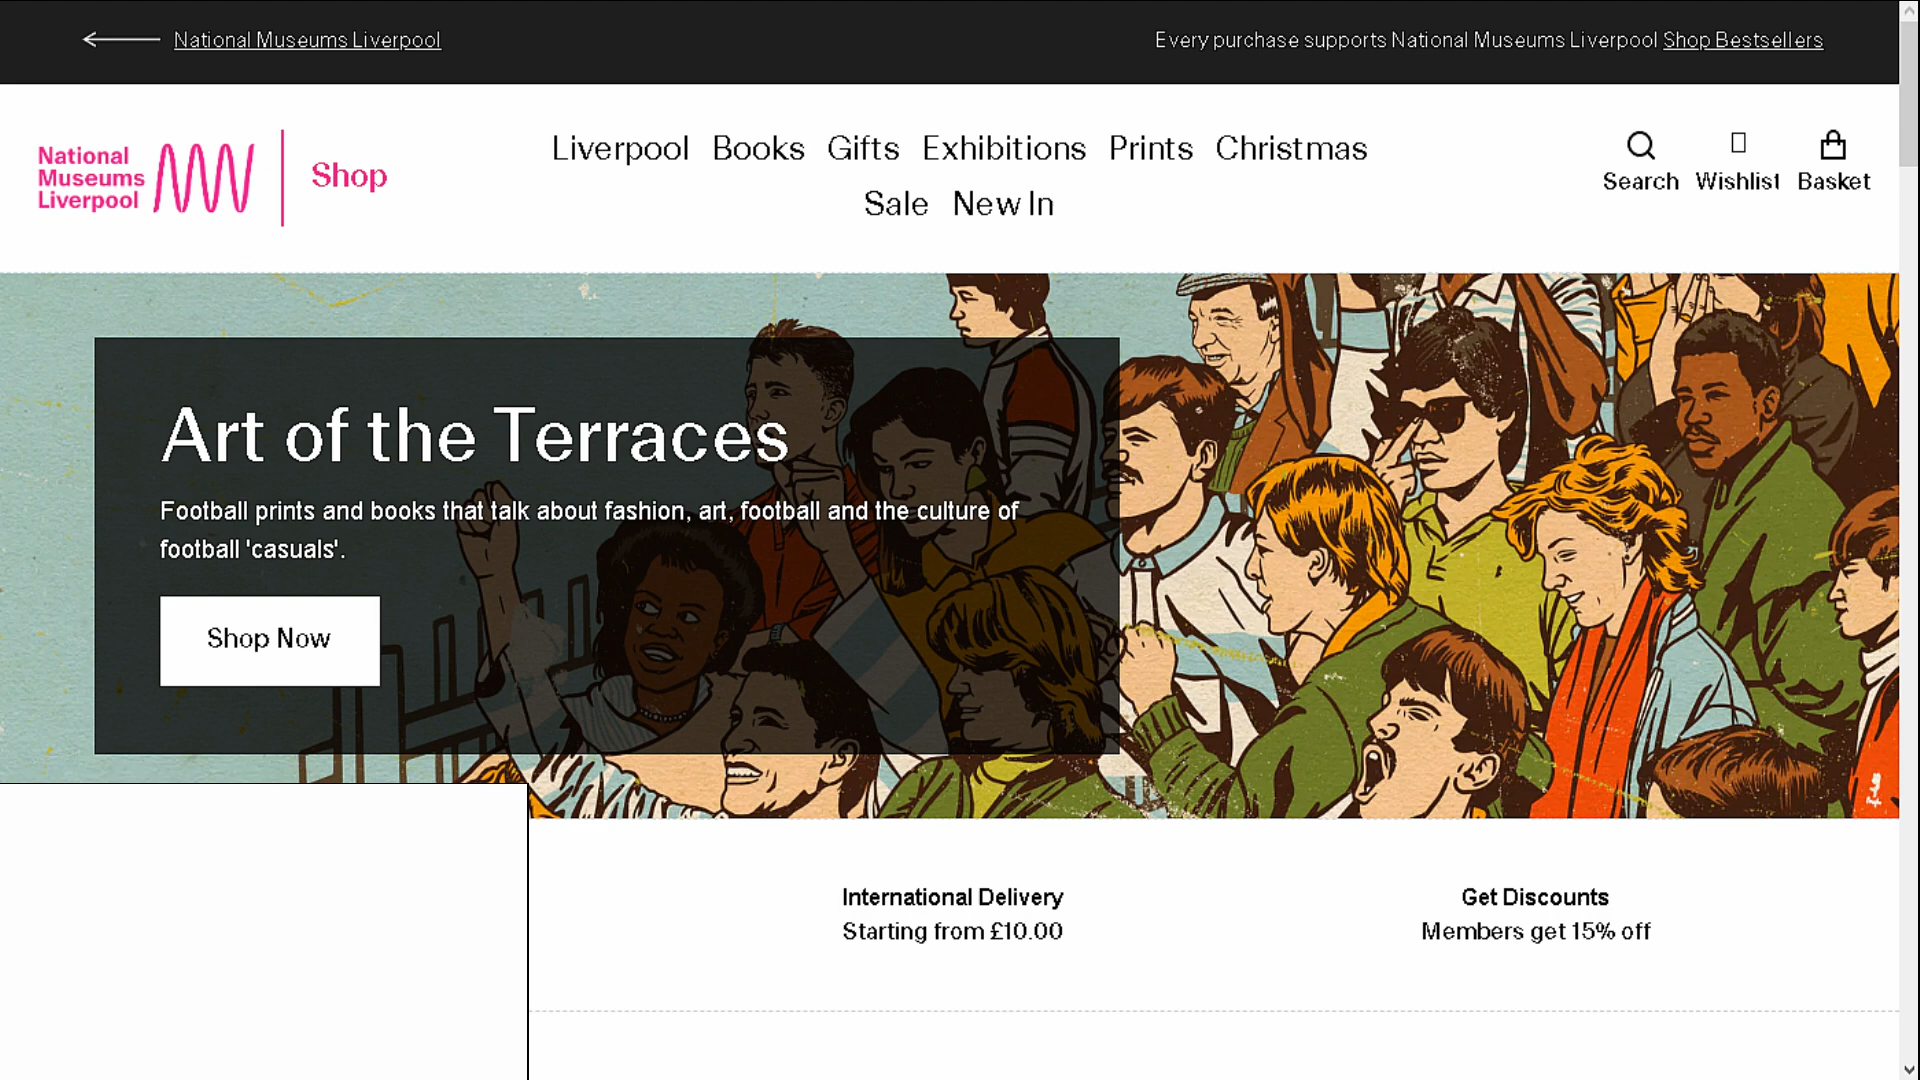 National Museums Liverpool
Every purchase supports National Museums Liverpool Shop Bestsellers
National
Museums
Liverpool
Shop
Liverpool Books Gifts Exhibitions Prints Christmas
Sale New In
Search Wishlist Basket
Art of the Terraces
Football prints and books that talk about fashion, art, football and the culture of
football 'casuals'.
Shop Now
International Delivery
Starting from £10.00
Get Discounts
Members get 15% off